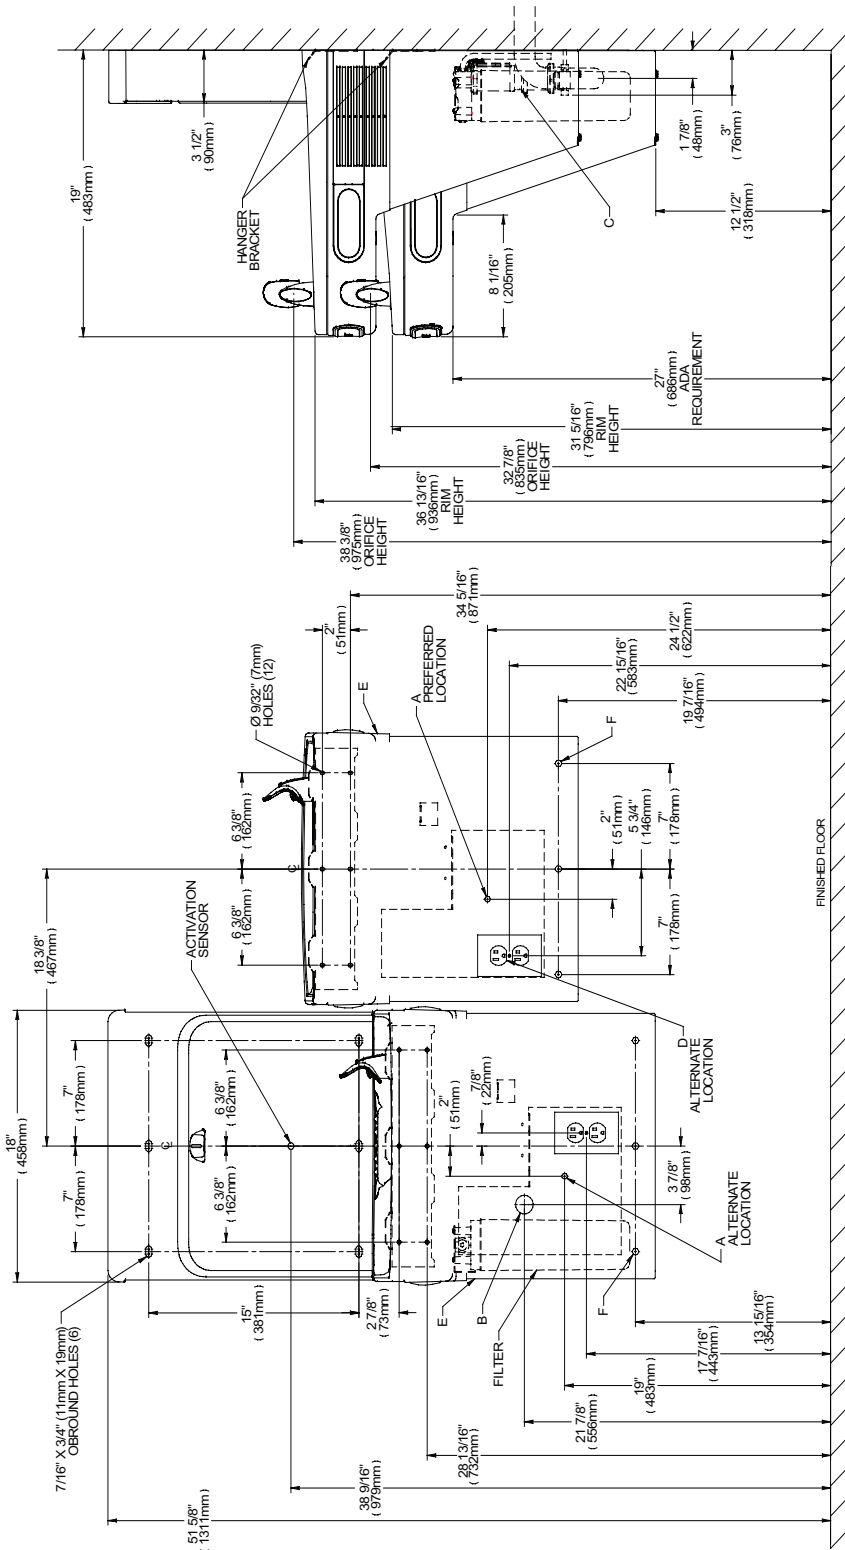 19"
( 483mm)
3 1/2"
( 90mm)
HANGER
BRACKET
C
8 1/16"
( 205mm)
1 7/8"
( 48mm)
3"
( 76mm)
12 1/2"
( 318mm)
27"
( 686mm)
ADA
REQUIREMENT
31 5/16"
( 796mm)
RIM
HEIGHT
32 7/8"
( 835mm)
ORIFICE
HEIGHT
36 13/16"
( 936mm)
RIM
HEIGHT
38 3/8"
( 975mm)
ORIFICE
HEIGHT
2"
( 51mm)
34 5/16"
( 871mm)
Ø 9/32" (7mm)
HOLES (12)
E
A
PREFERRED
LOCATION
24 1/2"
( 622mm)
22 15/16"
( 583mm)
19 7/16"
( 494mm)
F
6 3/8"
( 162mm)
6 3/8"
( 162mm)
2"
( 51mm)
5 3/4"
( 146mm)
7"
( 178mm)
7"
( 178mm)
FINISHED FLOOR
18 3/8"
( 467mm)
ACTIVATION
SENSOR
18"
( 458mm)
7"
( 178mm)
7"
( 178mm)
6 3/8"
( 162mm)
6 3/8"
( 162mm)
2"
( 51mm)
7/8"
( 22mm)
D
ALTERNATE
LOCATION
3 7/8"
( 98mm)
A
ALTERNATE
LOCATION
7/16" X 3/4" (11mm X 19mm)
OBROUND HOLES (6)
15"
( 381mm)
2 7/8"
( 73mm)
E
B
FILTER
F
13 15/16"
( 354mm)
17 7/16"
( 443mm)
19"
( 483mm)
21 7/8"
( 556mm)
28 13/16"
( 732mm)
38 9/16"
( 979mm)
51 5/8"
( 1311mm)